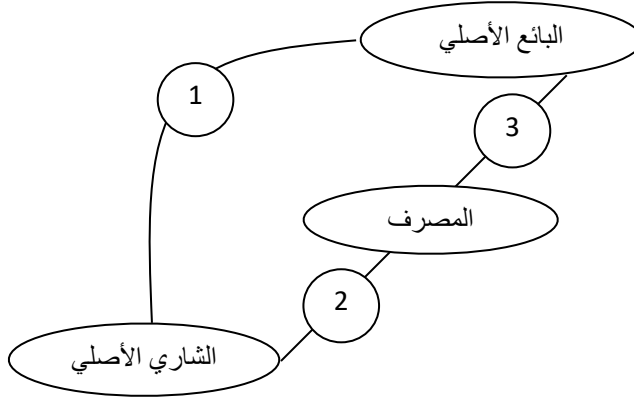 البائع الأصلي
1
3
المصرف
2
الشاري الأصلي